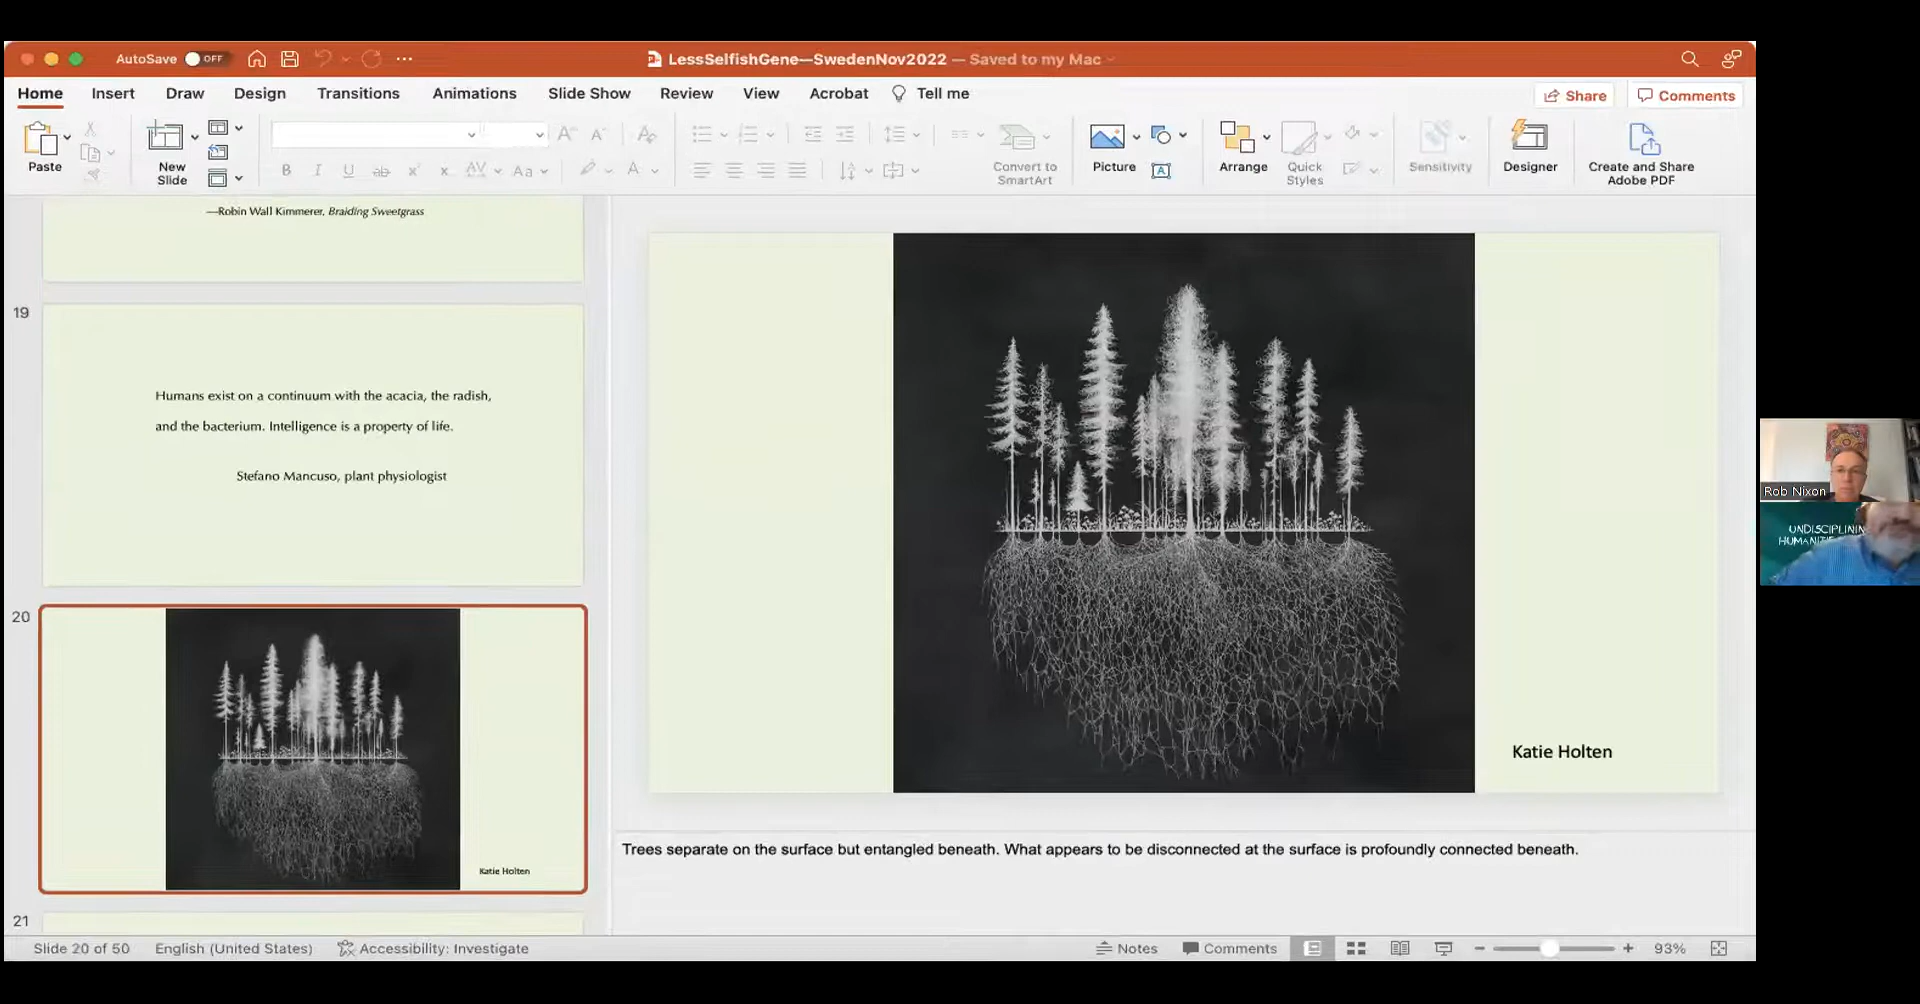 AutoSave OFF
LessSelfishGene—SwedenNov2022 — Saved to my Mac
Home Insert Draw Design Transitions Animations Slide Show Review View Acrobat Tell me
Share Comments
Paste
New
Slide
B I U ab x x AV Aa A
Convert to
SmartArt
Picture
Arrange
Quick
Styles
Sensitivity
Designer
Create and Share
Adobe PDF
—Robin Wall Kimmerer, Braiding Sweetgrass
19
Humans exist on a continuum with the acacia, the radish,
and the bacterium. Intelligence is a property of life.
Stefano Mancuso, plant physiologist
20
Katie Holten
21
Katie Holten
Trees separate on the surface but entangled beneath. What appears to be disconnected at the surface is profoundly connected beneath.
Rob Nixon
UNDISCIPLININ
Slide 20 of 50 English (United States) Accessibility: Investigate Notes Comments 93%